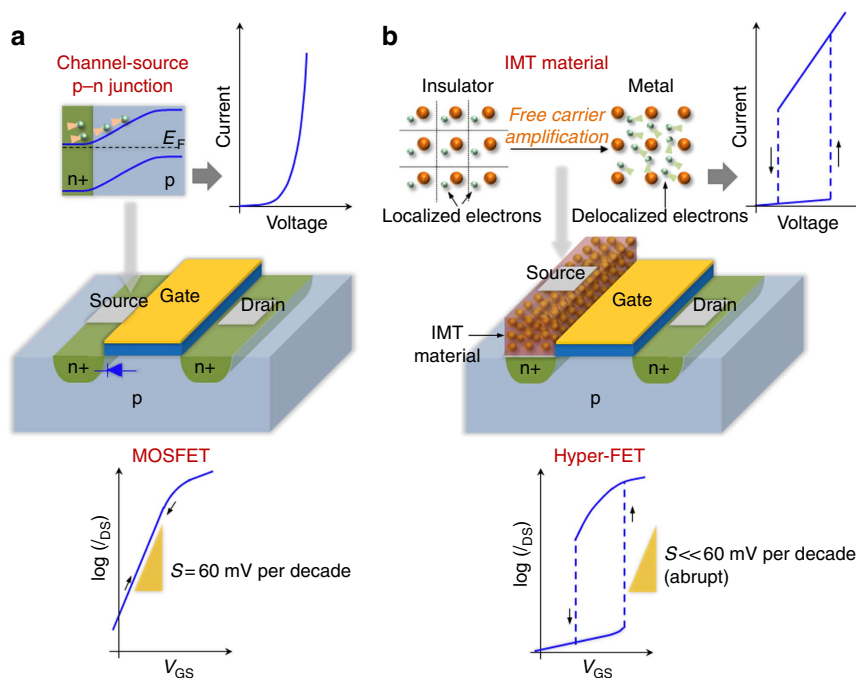 a
Channel-source
p–n junction
E_F
n+
p
Current
Voltage
Source
Gate
Drain
n+
n+
p
MOSFET
log (I_DS)
S = 60 mV per decade
V_GS
b
IMT material
Insulator
Metal
Free carrier
amplification
Localized electrons
Delocalized electrons
Current
Voltage
Source
Gate
Drain
IMT
material
n+
n+
p
Hyper-FET
log (I_DS)
S<<60 mV per decade
(abrupt)
V_GS